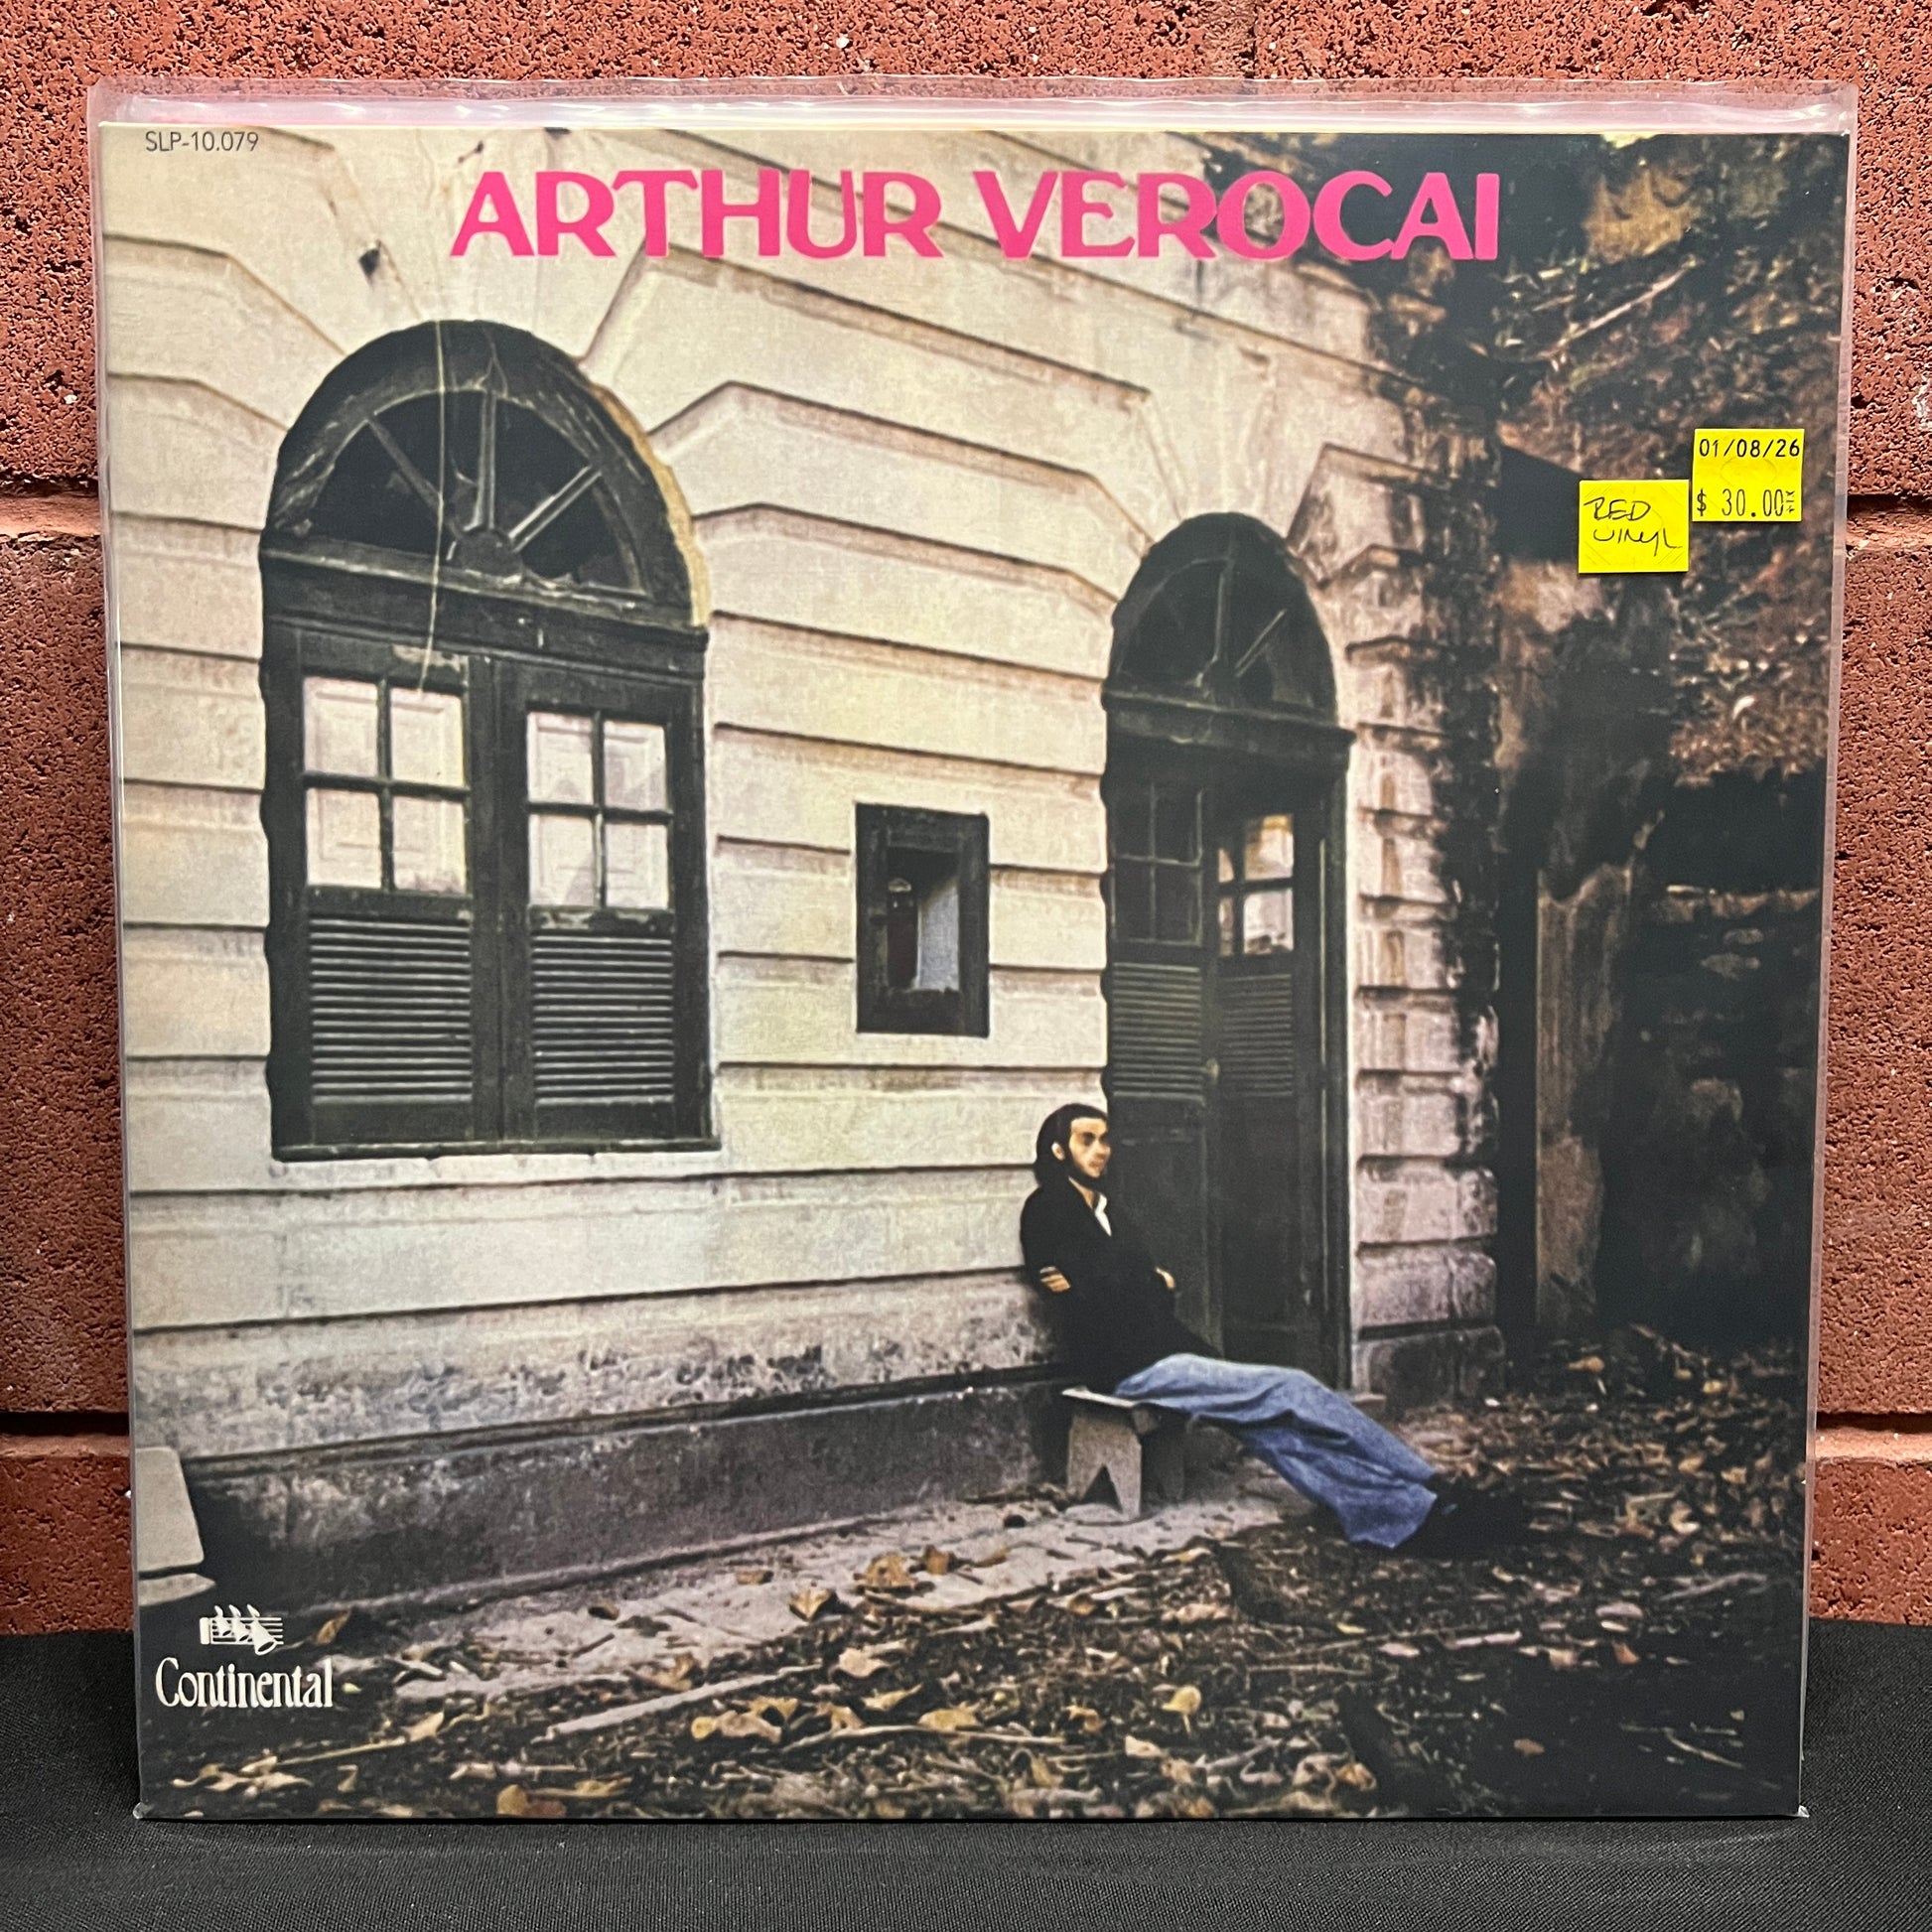 SLP-10.079
ARTHUR VEROCAI
01/08/26
$ 30.00
RED
VINYL
Continental